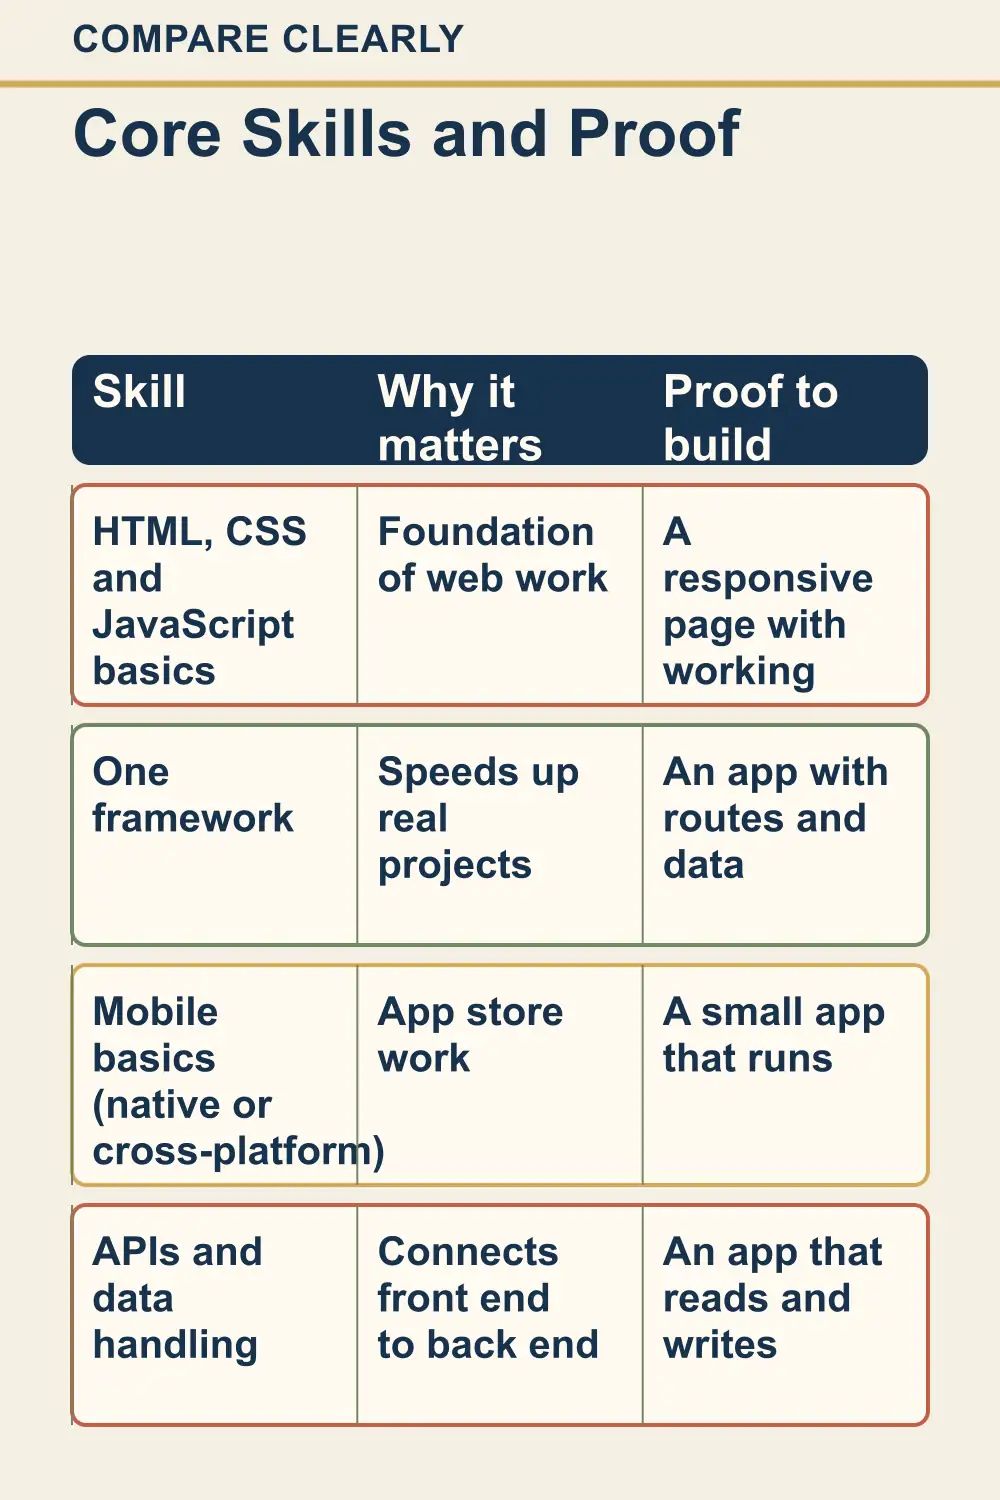 COMPARE CLEARLY
Core Skills and Proof
Skill
Why it
matters
Proof to
build
HTML, CSS
and
JavaScript
basics
Foundation
of web work
A
responsive
page with
working
One
framework
Speeds up
real
projects
An app with
routes and
data
Mobile
basics
(native or
cross-platform)
App store
work
A small app
that runs
APIs and
data
handling
Connects
front end
to back end
An app that
reads and
writes